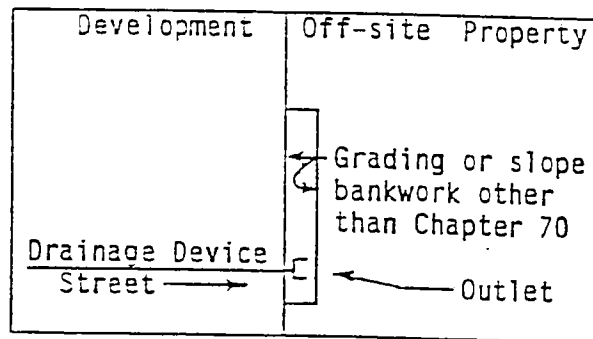 Development
Off-site Property
Grading or slope
bankwork other
than Chapter 70
Drainage Device
Street
Outlet